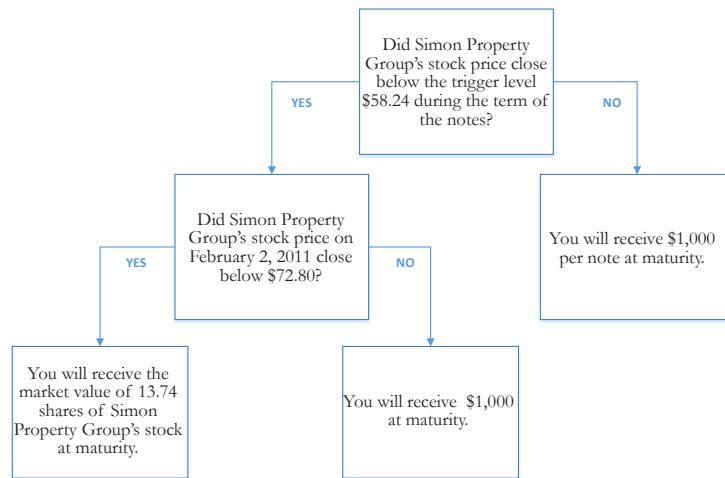 Did Simon Property
Group's stock price close
below the trigger level
$58.24 during the term of
the notes?
YES
NO
Did Simon Property
Group's stock price on
February 2, 2011 close
below $72.80?
You will receive $1,000
per note at maturity.
YES
NO
You will receive the
market value of 13.74
shares of Simon
Property Group's stock
at maturity.
You will receive  $1,000
at maturity.